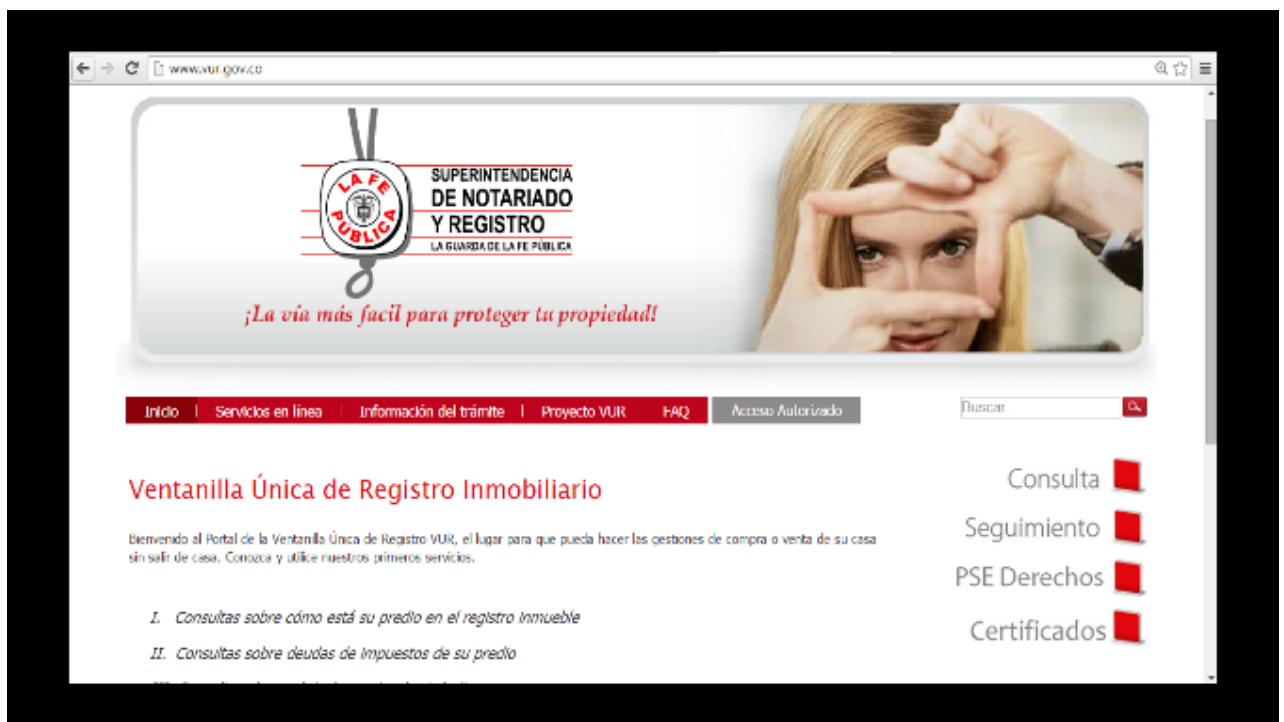 www.vur.gov.co
LA FE
PÚBLICA
SUPERINTENDENCIA
DE NOTARIADO
Y REGISTRO
LA GUARDA DE LA FE PÚBLICA
¡La vía más facil para proteger tu propiedad!
Inicio | Servicios en línea | Información del trámite | Proyecto VUR FAQ Acceso Autorizado Buscar...
Ventanilla Única de Registro Inmobiliario
Bienvenido al Portal de la Ventanilla Única de Registro VUR, el lugar para que pueda hacer las gestiones de compra o venta de su casa
sin salir de casa. Conozca y utilice nuestros primeros servicios.
I. Consultas sobre cómo está su predio en el registro inmueble
II. Consultas sobre deudas de impuestos de su predio
Consulta
Seguimiento
PSE Derechos
Certificados